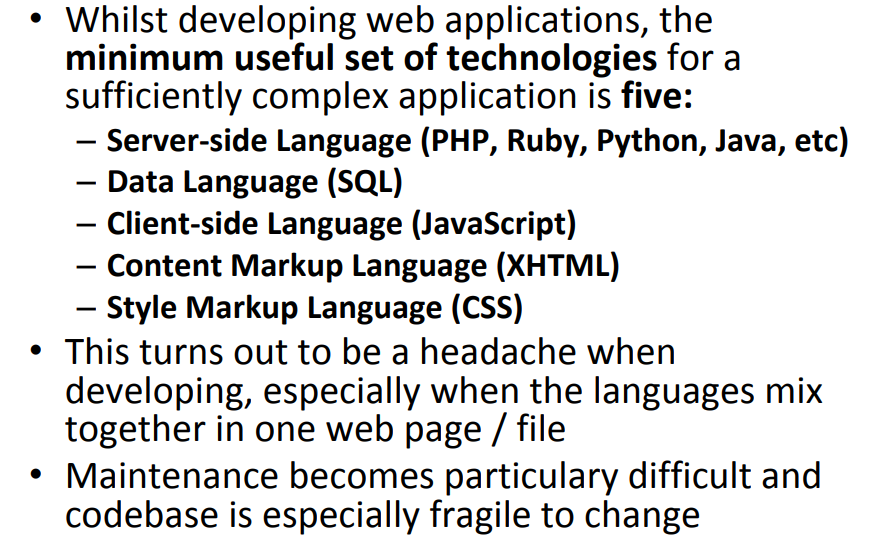 • Whilst developing web applications, the
minimum useful set of technologies for a
sufficiently complex application is five:
– Server-side Language (PHP, Ruby, Python, Java, etc)
– Data Language (SQL)
– Client-side Language (JavaScript)
– Content Markup Language (XHTML)
– Style Markup Language (CSS)
• This turns out to be a headache when
developing, especially when the languages mix
together in one web page / file
• Maintenance becomes particulary difficult and
codebase is especially fragile to change